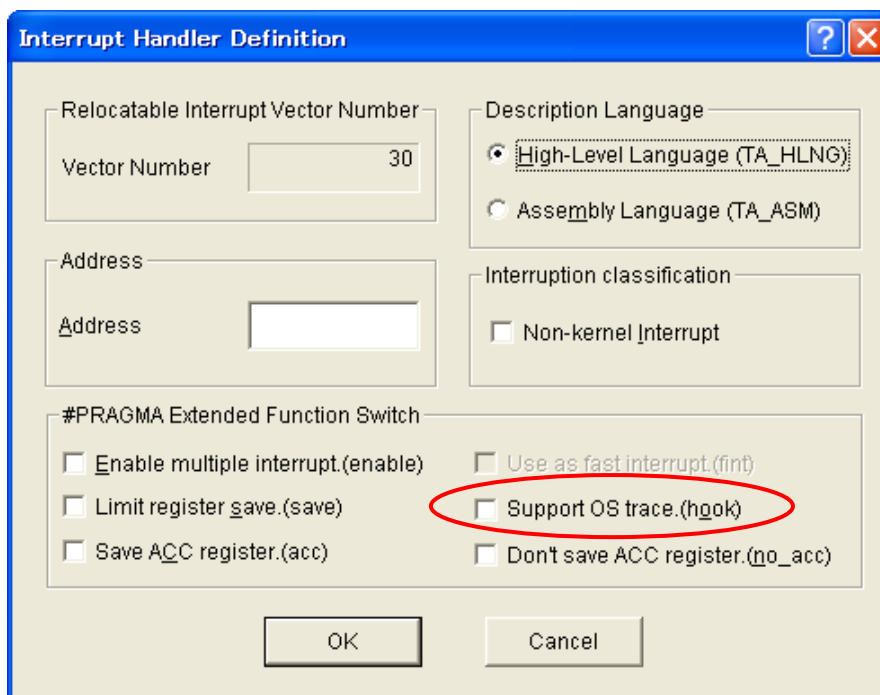 Interrupt Handler Definition
?
Relocatable Interrupt Vector Number
Vector Number
30
Description Language
High-Level Language (TA_HLNG)
Assembly Language (TA_ASM)
Address
Address
Interruption classification
Non-kernel Interrupt
#PRAGMA Extended Function Switch
Enable multiple interrupt.(enable)
Use as fast interrupt.(fint)
Limit register save.(save)
Support OS trace.(hook)
Save ACC register.(acc)
Don't save ACC register.(no_acc)
OK
Cancel